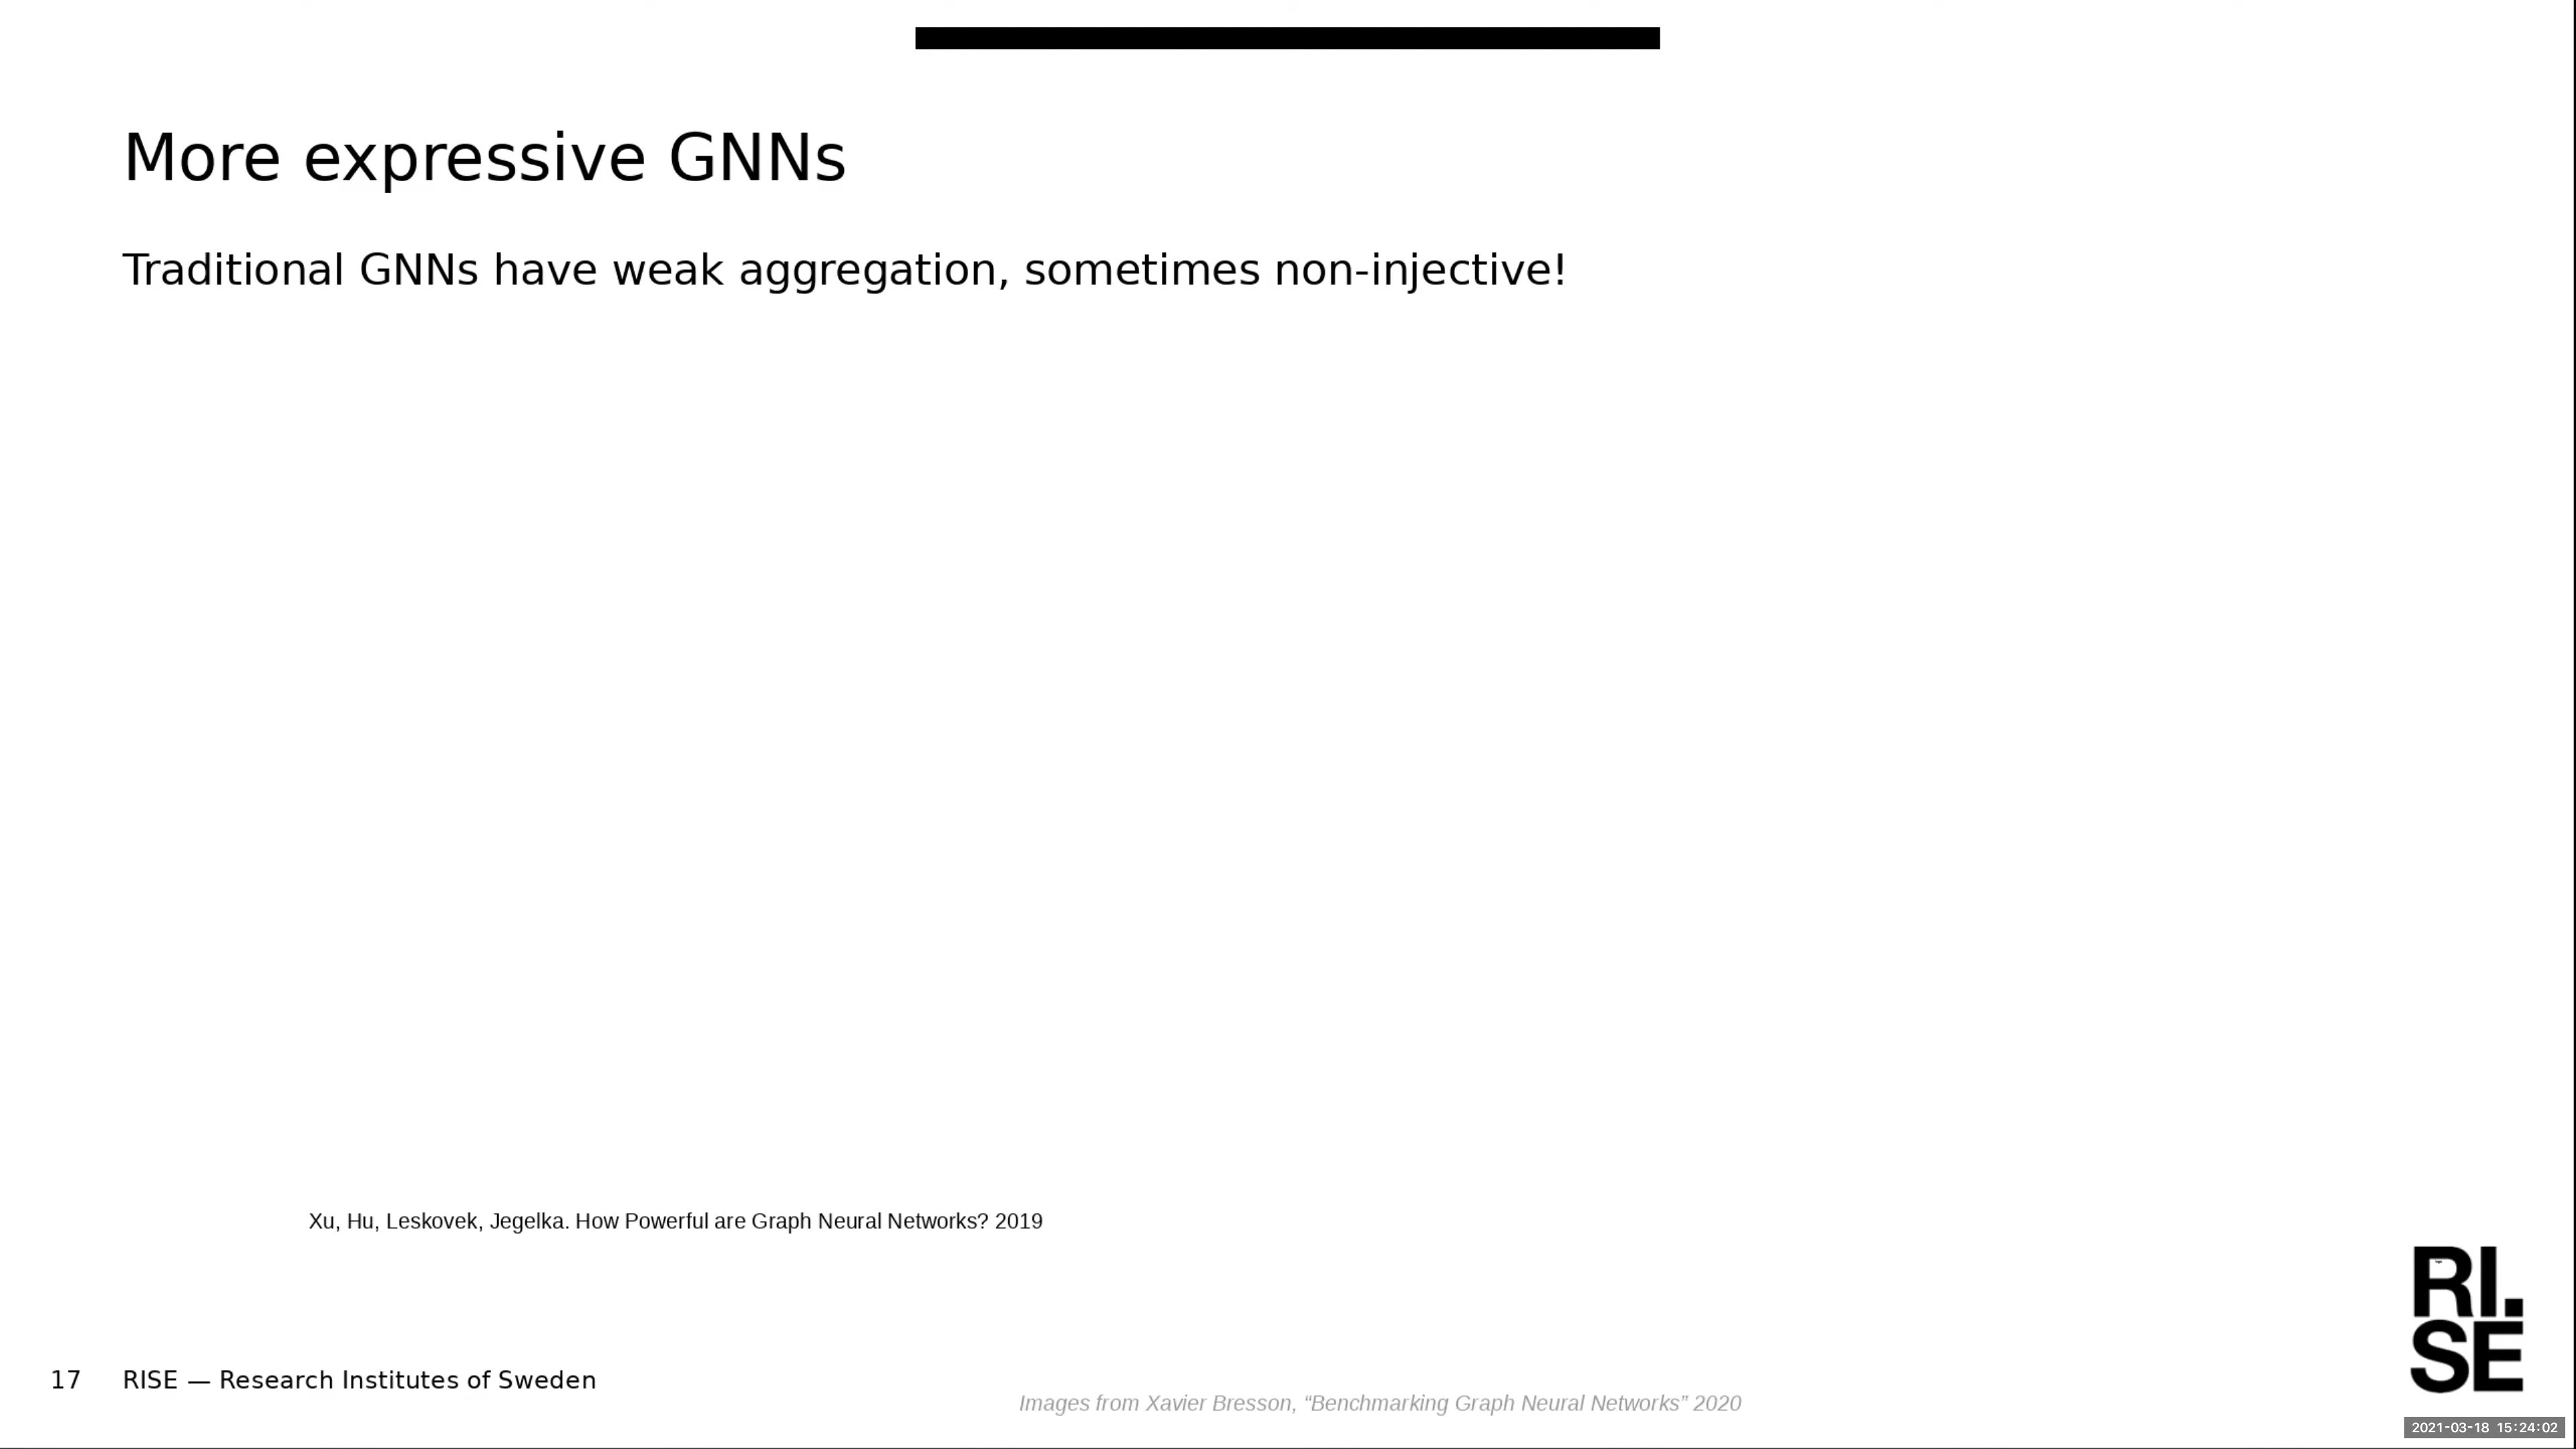 More expressive GNNs
Traditional GNNs have weak aggregation, sometimes non-injective!
Xu, Hu, Leskovek, Jegelka. How Powerful are Graph Neural Networks? 2019
RI.
SE
17 RISE — Research Institutes of Sweden
Images from Xavier Bresson, “Benchmarking Graph Neural Networks” 2020
2021-03-18 15:24:02